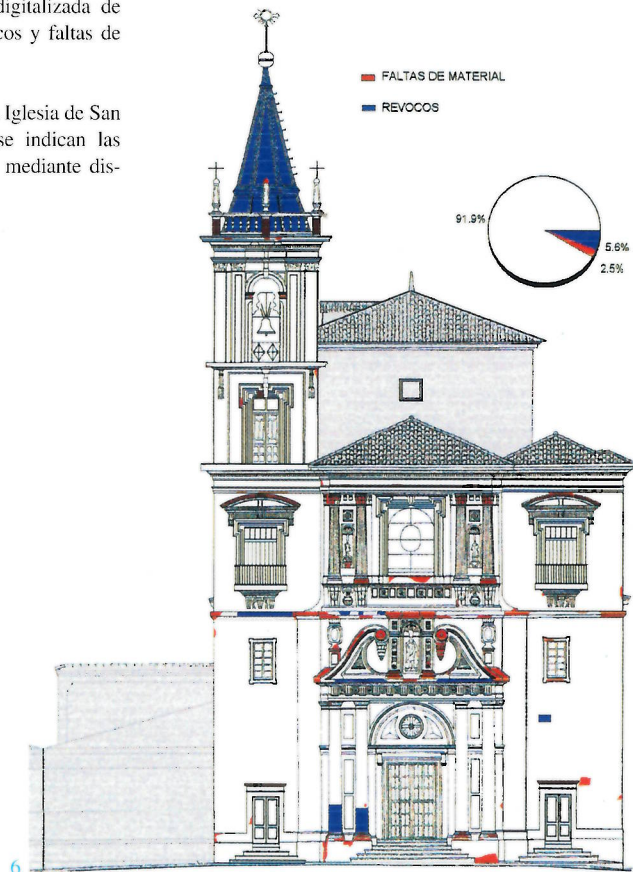 digitalizada de
cos y faltas de
Iglesia de San
se indican las
mediante dis-
FALTAS DE MATERIAL
REVOCOS
91.9%
5.6%
2.5%
6